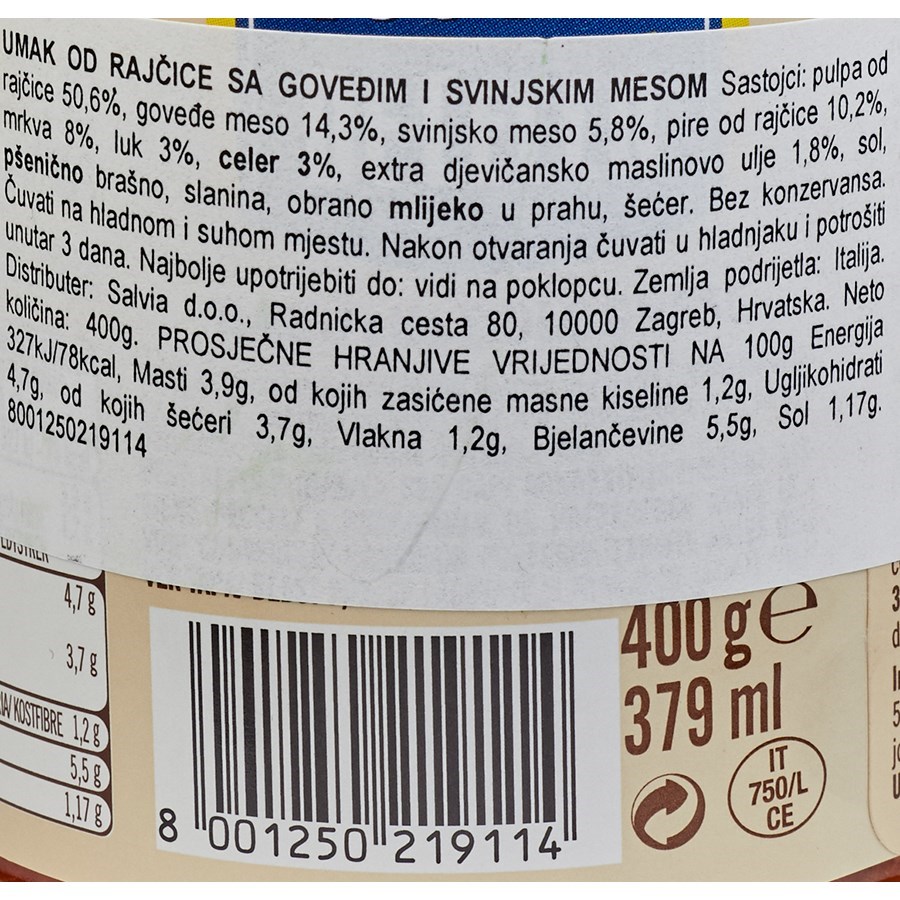 UMAK OD RAJČICE SA GOVEĐIM I SVINJSKIM MESOM Sastojci: pulpa od
rajčice 50,6%, goveđe meso 14,3%, svinjsko meso 5,8%, pire od rajčice 10,2%,
mrkva 8%, luk 3%, celer 3%, extra djevičansko maslinovo ulje 1,8%, sol,
pšenično brašno, slanina, obrano mlijeko u prahu, šećer. Bez konzervansa.
Čuvati na hladnom i suhom mjestu. Nakon otvaranja čuvati u hladnjaku i potrošiti
unutar 3 dana. Najbolje upotrijebiti do: vidi na poklopcu. Zemlja podrijetla: Italija.
Distributer: Salvia d.o.o., Radnicka cesta 80, 10000 Zagreb, Hrvatska. Neto
količina: 400g. PROSJEČNE HRANJIVE VRIJEDNOSTI NA 100g Energija
327kJ/78kcal, Masti 3,9g, od kojih zasićene masne kiseline 1,2g, Ugljikohidrati
4,7g, od kojih šećeri 3,7g, Vlakna 1,2g, Bjelančevine 5,5g, Sol 1,17g.
8001250219114
4,7 g
3,7 g
KOSTFIBRE 1,2 g
5,5 g
1,17 g
8 001250 219114
400 g e
379 ml
IT
750/L
CE